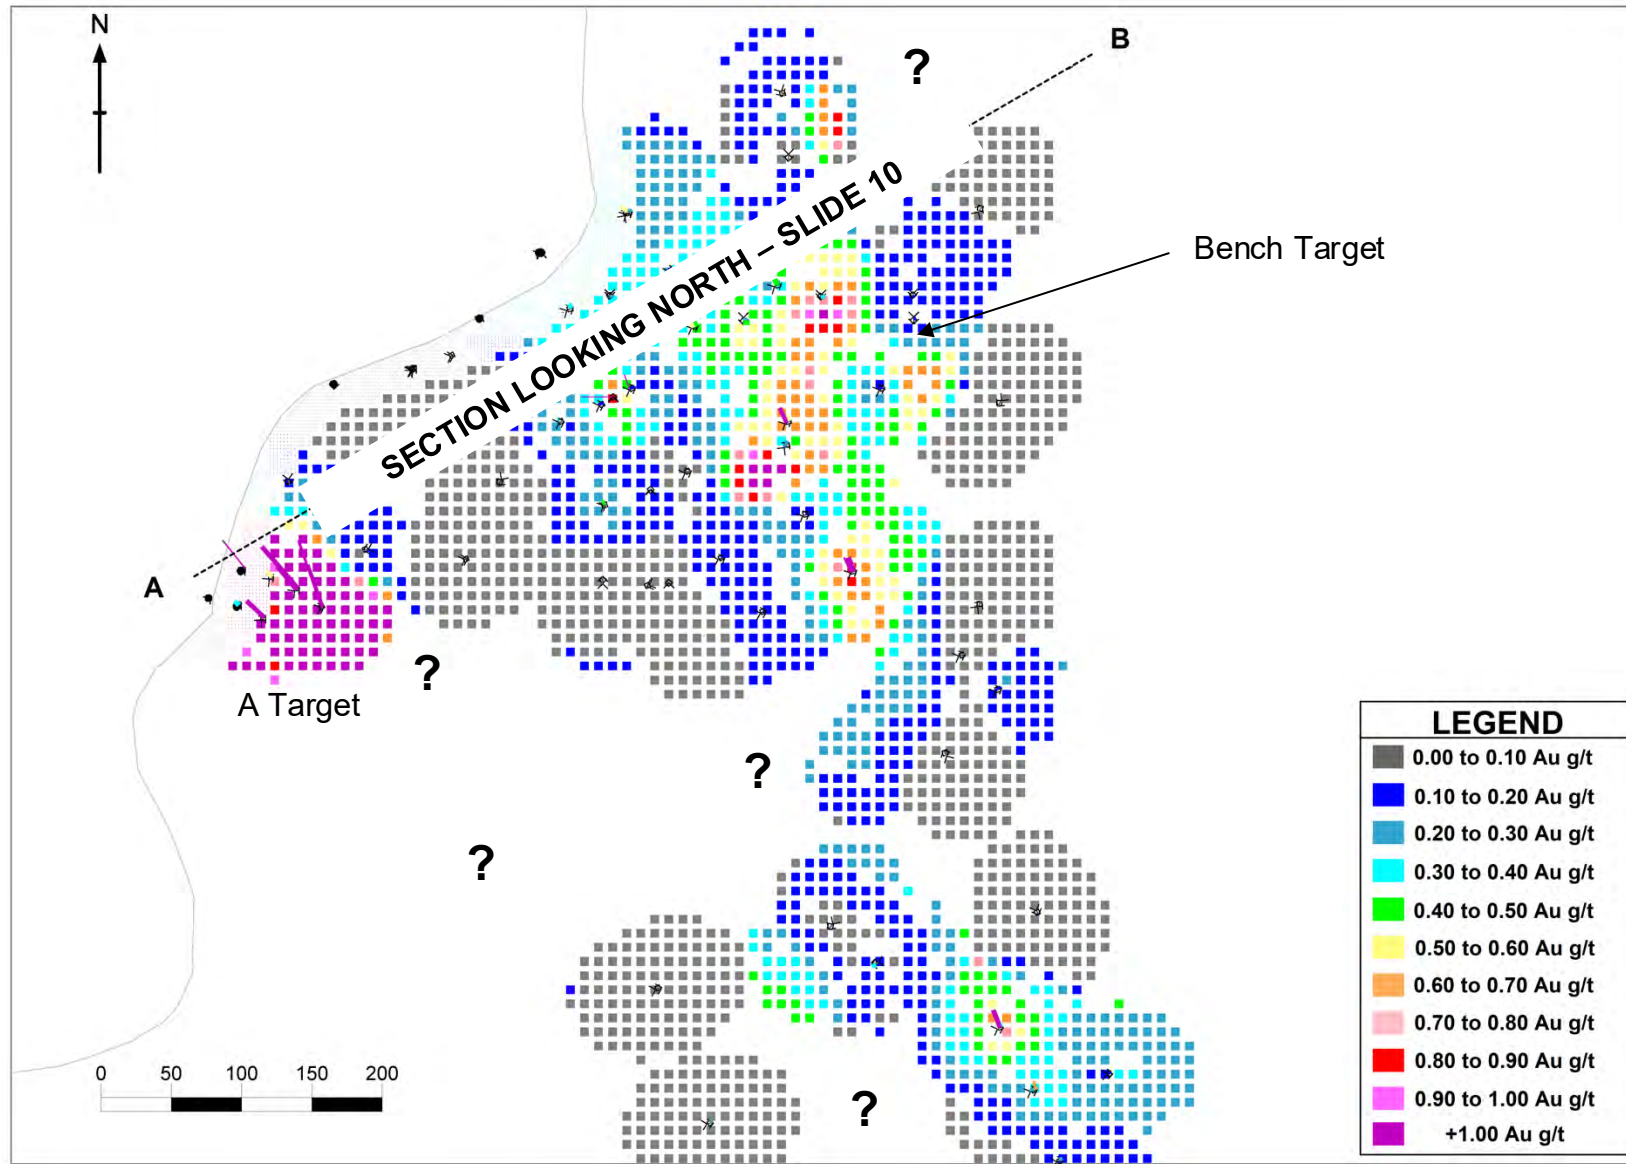 N
B
?
SECTION LOOKING NORTH – SLIDE 10
Bench Target
A
?
A Target
?
?
?
0 50 100 150 200
LEGEND
0.00 to 0.10 Au g/t
0.10 to 0.20 Au g/t
0.20 to 0.30 Au g/t
0.30 to 0.40 Au g/t
0.40 to 0.50 Au g/t
0.50 to 0.60 Au g/t
0.60 to 0.70 Au g/t
0.70 to 0.80 Au g/t
0.80 to 0.90 Au g/t
0.90 to 1.00 Au g/t
+1.00 Au g/t